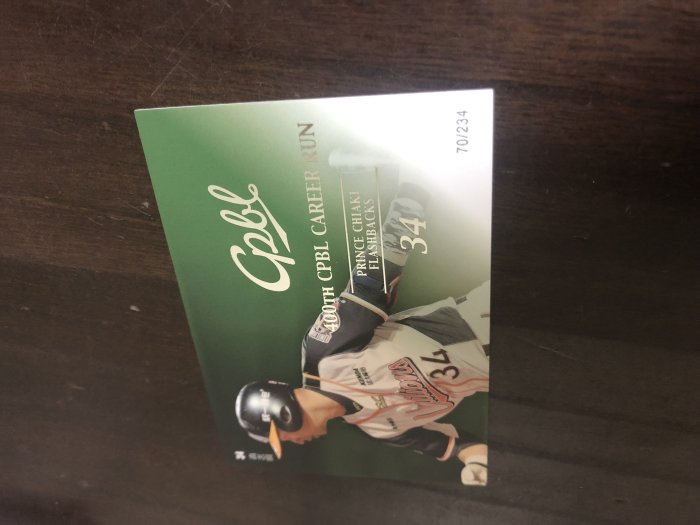 Cpbl
400TH CPBL CAREER RUN
PRINCE CHIAKI
FLASHBACKS
34
70/234
34